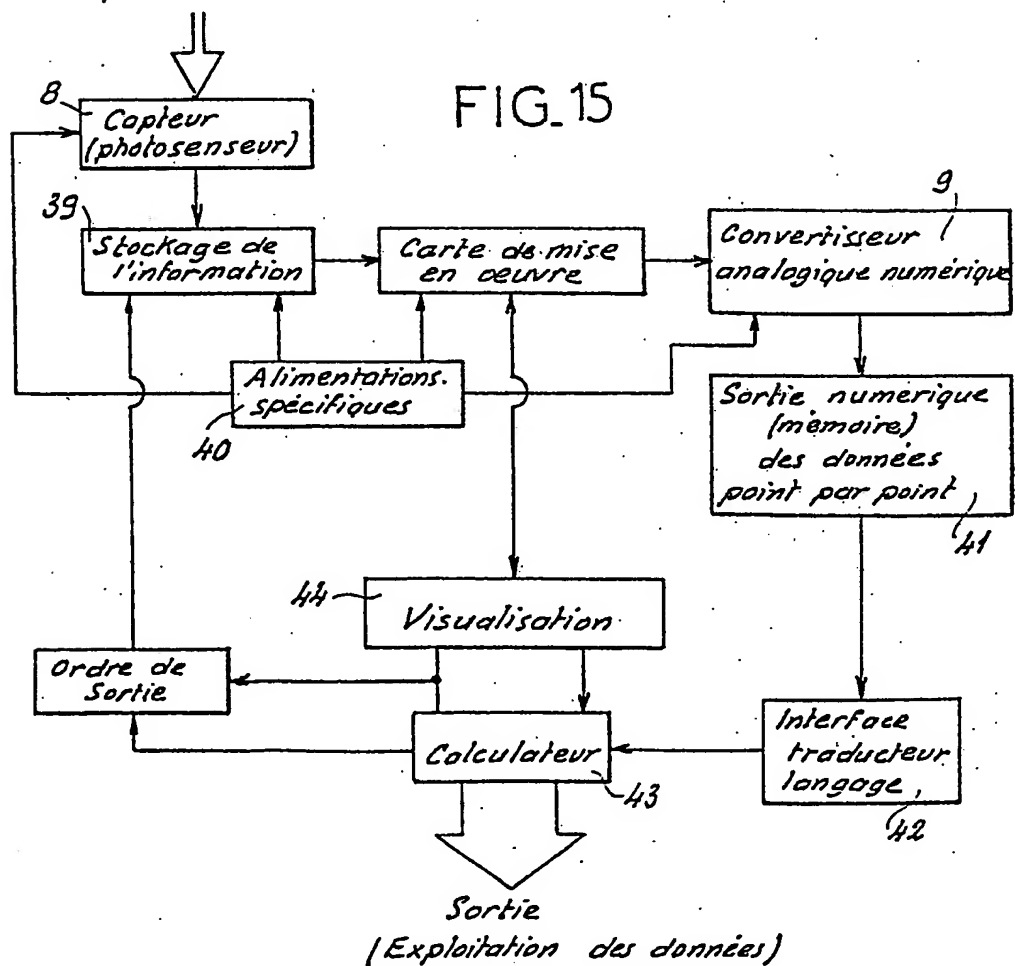 FIG_15
8
Capteur
(photosenseur)
39
Stockage de
l'information
Carte de mise
en oeuvre
9
Convertisseur
analogique numérique
Alimentations
spécifiques
40
Sortie numérique
(mémoire)
des données
point par point
41
44
Visualisation
Ordre de
Sortie
Calculateur
43
Interface
traducteur
langage
42
Sortie
(Exploitation des données)